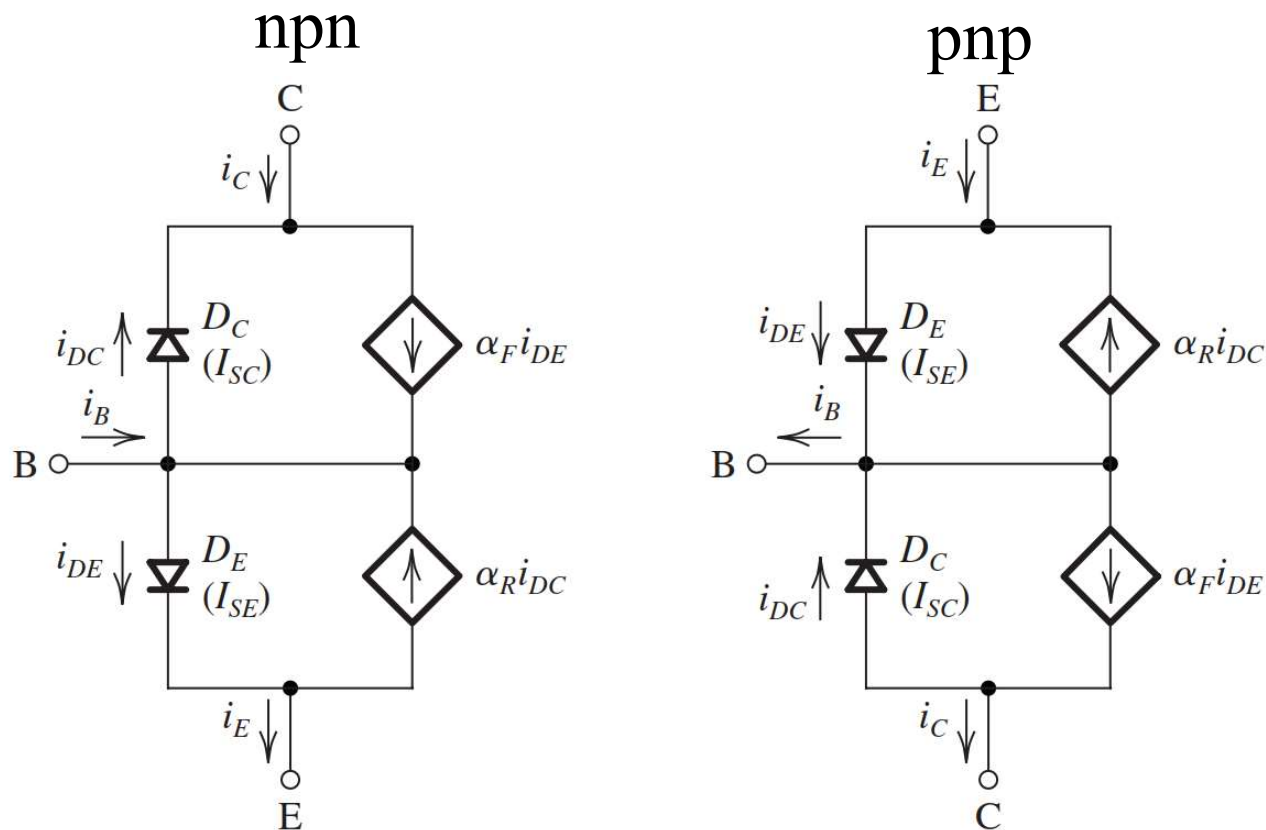 npn
C
i_C
D_C
(I_SC)
i_DC
α_F i_DE
i_B
B
D_E
(I_SE)
i_DE
α_R i_DC
i_E
E
pnp
E
i_E
i_DE
D_E
(I_SE)
α_R i_DC
i_B
B
D_C
(I_SC)
i_DC
α_F i_DE
i_C
C